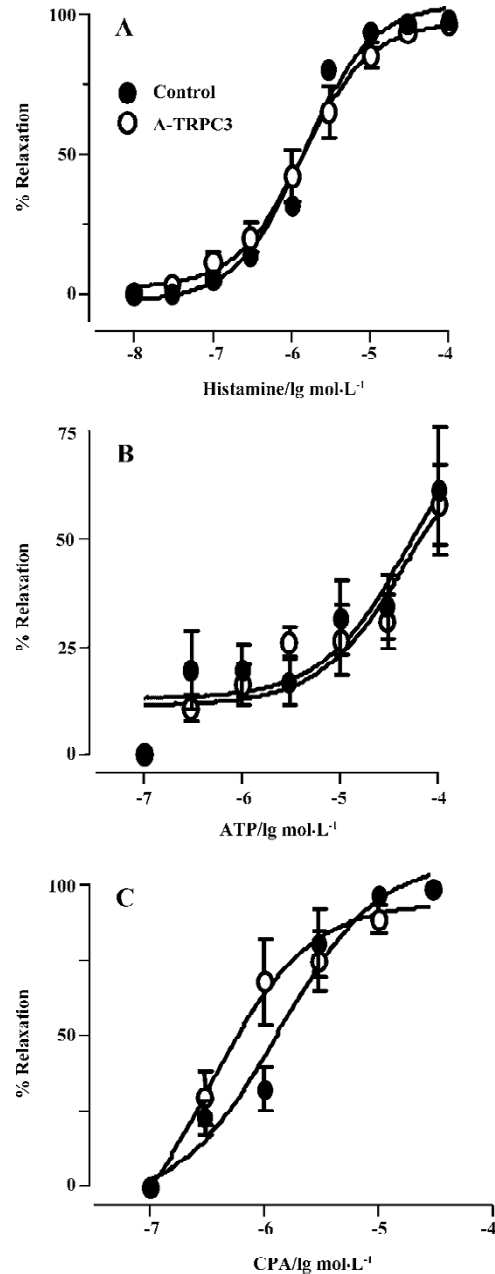 100
A
Control
A-TRPC3
50
% Relaxation
0
-8 -7 -6 -5 -4
Histamine/lg mol·L⁻¹
75
B
50
% Relaxation
25
0
-7 -6 -5 -4
ATP/lg mol·L⁻¹
100
C
50
% Relaxation
0
-7 -6 -5 -4
CPA/lg mol·L⁻¹